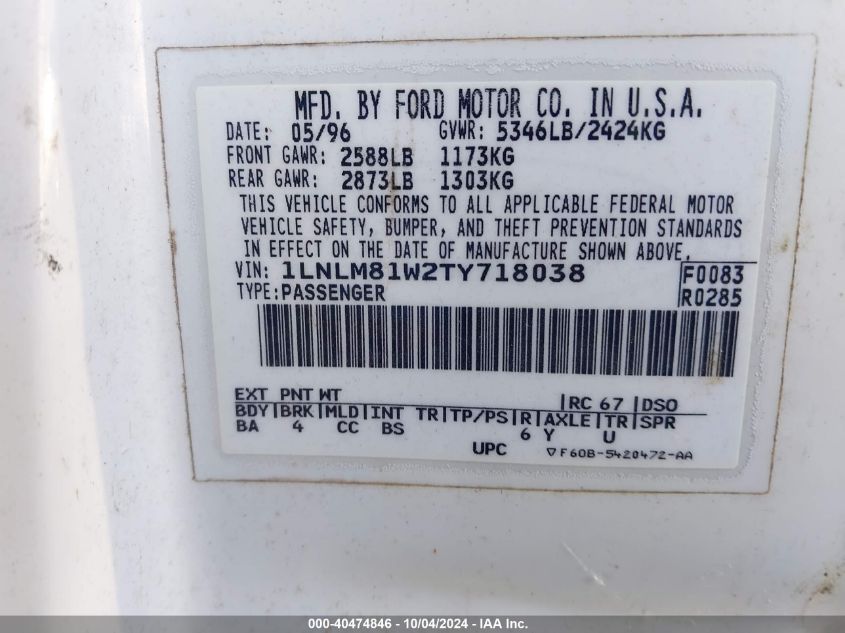 MFD. BY FORD MOTOR CO. IN U.S.A.
DATE: 05/96 GVWR: 5346LB/2424KG
FRONT GAWR: 2588LB 1173KG
REAR GAWR: 2873LB 1303KG
THIS VEHICLE CONFORMS TO ALL APPLICABLE FEDERAL MOTOR
VEHICLE SAFETY, BUMPER, AND THEFT PREVENTION STANDARDS
IN EFFECT ON THE DATE OF MANUFACTURE SHOWN ABOVE.
VIN: 1LNLM81W2TY718038 F0083
TYPE:PASSENGER R0285
EXT PNT WT RC 67 DSO
BDY BRK MLD INT TR TP/PS R AXLE TR SPR
BA 4 CC BS 6 Y U
UPC ▽F60B-5420472-AA
000-40474846 - 10/04/2024 - IAA Inc.